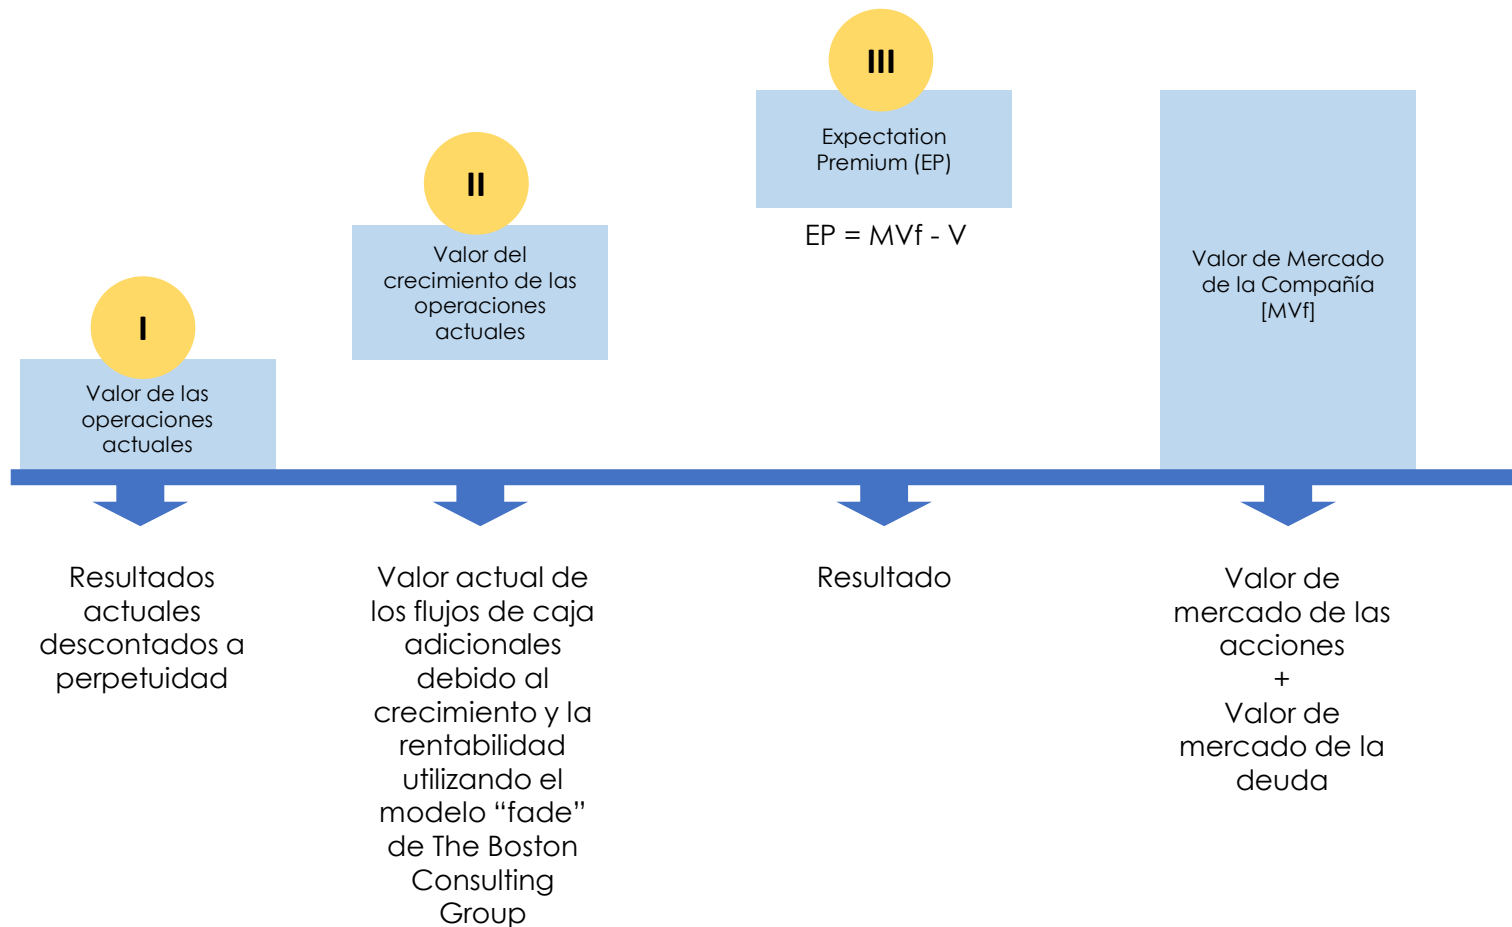 I
Valor de las
operaciones
actuales
II
Valor del
crecimiento de las
operaciones
actuales
III
Expectation
Premium (EP)
EP = MVf - V
Valor de Mercado
de la Compañía
[MVf]
Resultados
actuales
descontados a
perpetuidad
Valor actual de
los flujos de caja
adicionales
debido al
crecimiento y la
rentabilidad
utilizando el
modelo “fade”
de The Boston
Consulting
Group
Resultado
Valor de
mercado de las
acciones
+
Valor de
mercado de la
deuda